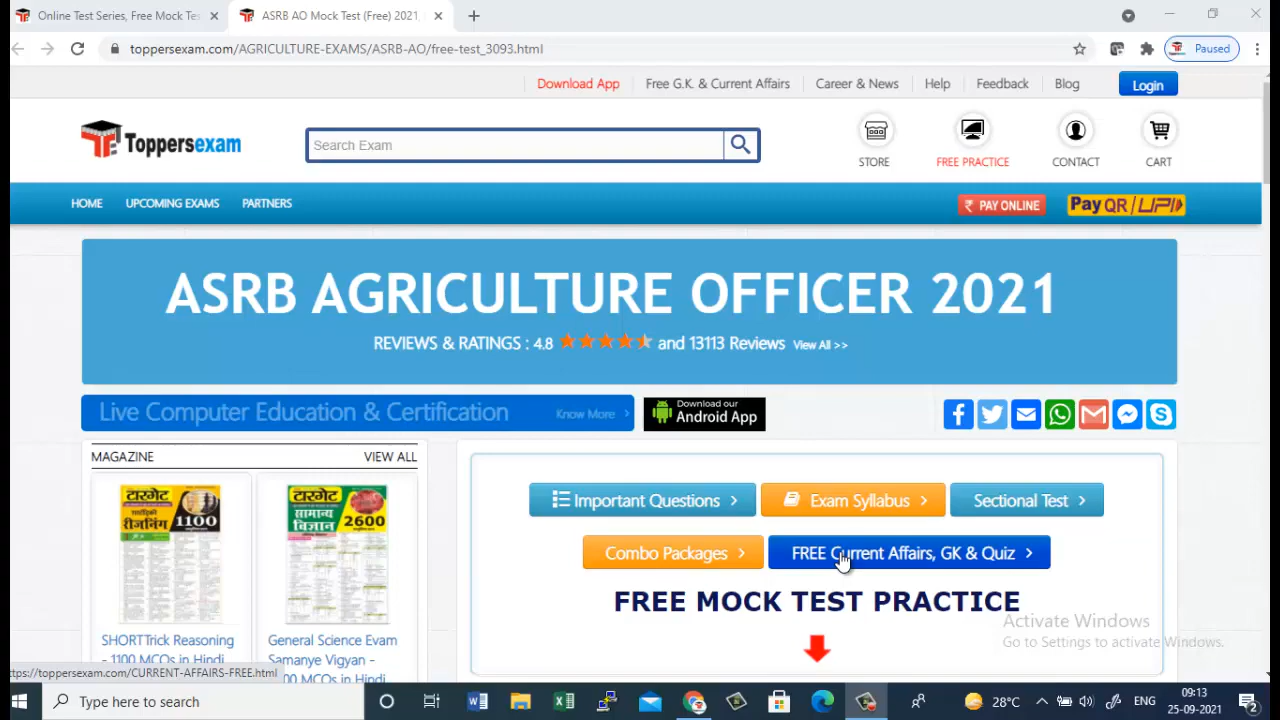 Online Test Series, Free Mock Tes
ASRB AO Mock Test (Free) 2021,
toppersexam.com/AGRICULTURE-EXAMS/ASRB-AO/free-test_3093.html
Paused
Download App
Free G.K. & Current Affairs
Career & News
Help
Feedback
Blog
Login
Toppersexam
Search Exam
STORE
FREE PRACTICE
CONTACT
CART
HOME
UPCOMING EXAMS
PARTNERS
₹ PAY ONLINE
Pay QR/UPI
ASRB AGRICULTURE OFFICER 2021
REVIEWS & RATINGS : 4.8 and 13113 Reviews View All >>
Live Computer Education & Certification Know More >
Download our
Android App
MAGAZINE VIEW ALL
टारगेट
रीजनिंग 1100
SHORTTrick Reasoning
- 1100 MCQs in Hindi
टारगेट
सामान्य
विज्ञान 2600
General Science Exam
Samanye Vigyan -
Important Questions >
Exam Syllabus >
Sectional Test >
Combo Packages >
FREE Current Affairs, GK & Quiz >
FREE MOCK TEST PRACTICE
Activate Windows
Go to Settings to activate Windows.
ttps://toppersexam.com/CURRENT-AFFAIRS-FREE.html
Type here to search
28°C
ENG
09:13
25-09-2021
2